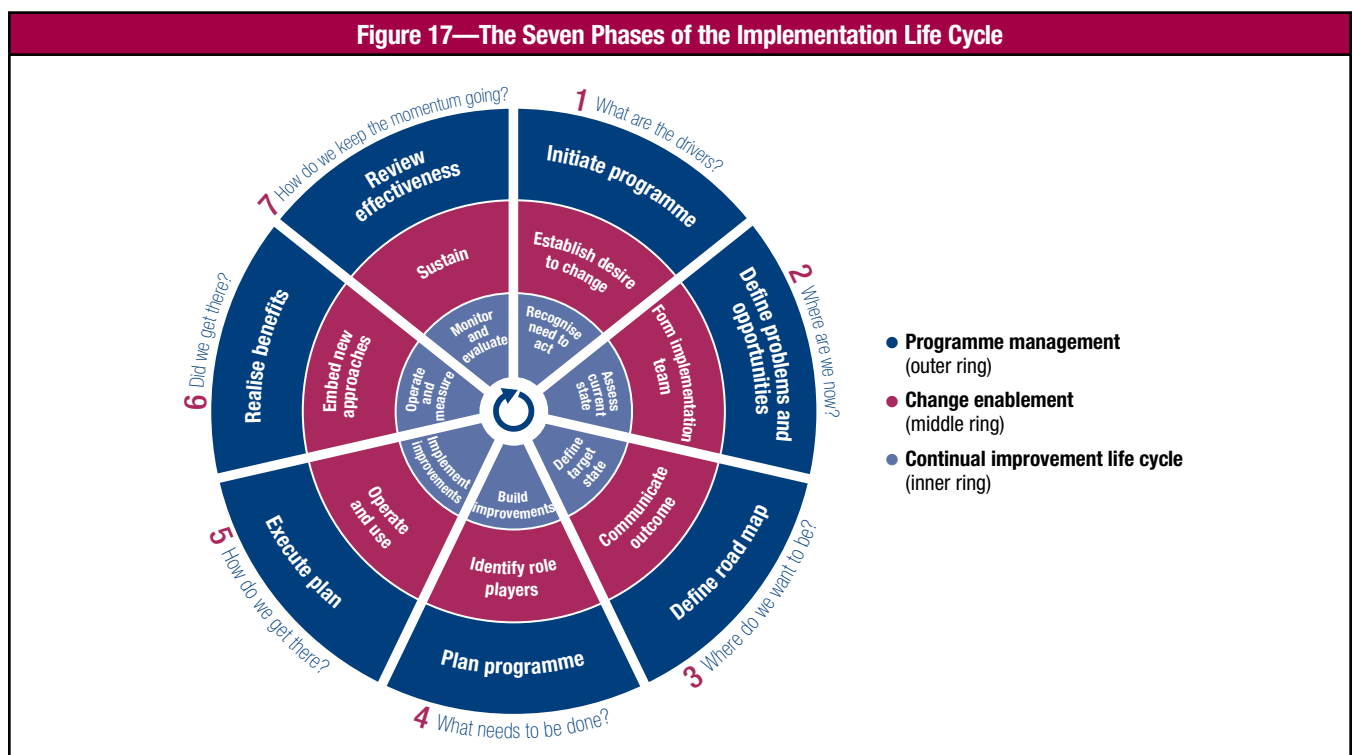 Figure 17—The Seven Phases of the Implementation Life Cycle
1 What are the drivers?
Initiate programme
Establish desire
to change
Recognise
need to
act
2 Where are we now?
Define problems and
opportunities
Form implementation
team
Assess
current
state
3 Where do we want to be?
Define road map
Communicate
outcome
Define
target
state
4 What needs to be done?
Plan programme
Identify role
players
Build
improvements
5 How do we get there?
Execute plan
Operate
and use
Implement
improvements
6 Did we get there?
Realise benefits
Embed new
approaches
Operate
and
measure
7 How do we keep the momentum going?
Review
effectiveness
Sustain
Monitor
and
evaluate
Programme management
(outer ring)
Change enablement
(middle ring)
Continual improvement life cycle
(inner ring)